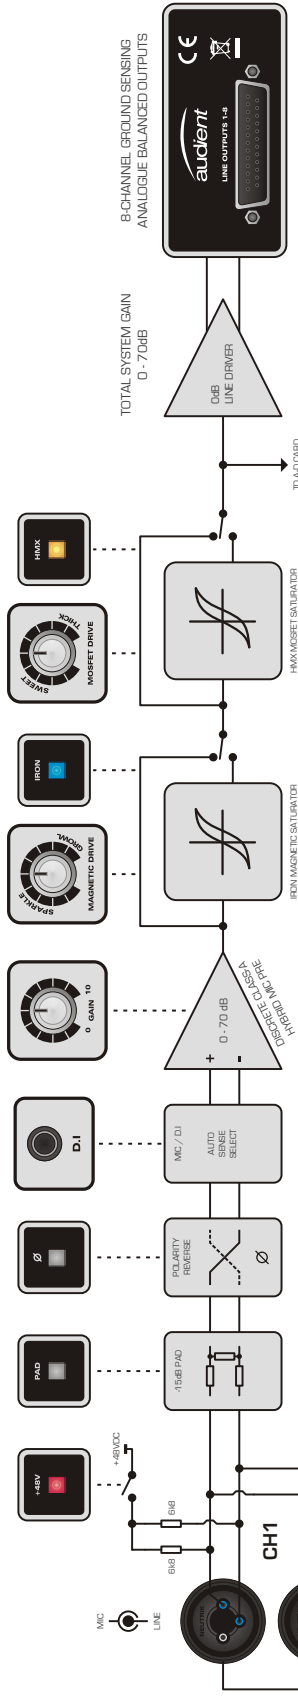 MIC
LINE
NEUTRIK
CH1
6k8
6k8
+48VDC
+48V
PAD
-15dB PAD
Ø
POLARITY
REVERSE
Ø
D.I
MIC / D.I
AUTO
SENSE
SELECT
0 GAIN 10
+
-
0 - 70 dB
DISCRETE CLASS A
HYBRID MIC PRE
SPARKLE
GROWL
MAGNETIC DRIVE
IRON
IRON MAGNETIC SATURATOR
SWEET
THICK
MOSFET DRIVE
HMX
HMX MOSFET SATURATOR
TO A-D CARD
TOTAL SYSTEM GAIN
0 - 70dB
0dB
LINE DRIVER
8-CHANNEL GROUND SENSING
ANALOGUE BALANCED OUTPUTS
CE
audient
LINE OUTPUTS 1-8